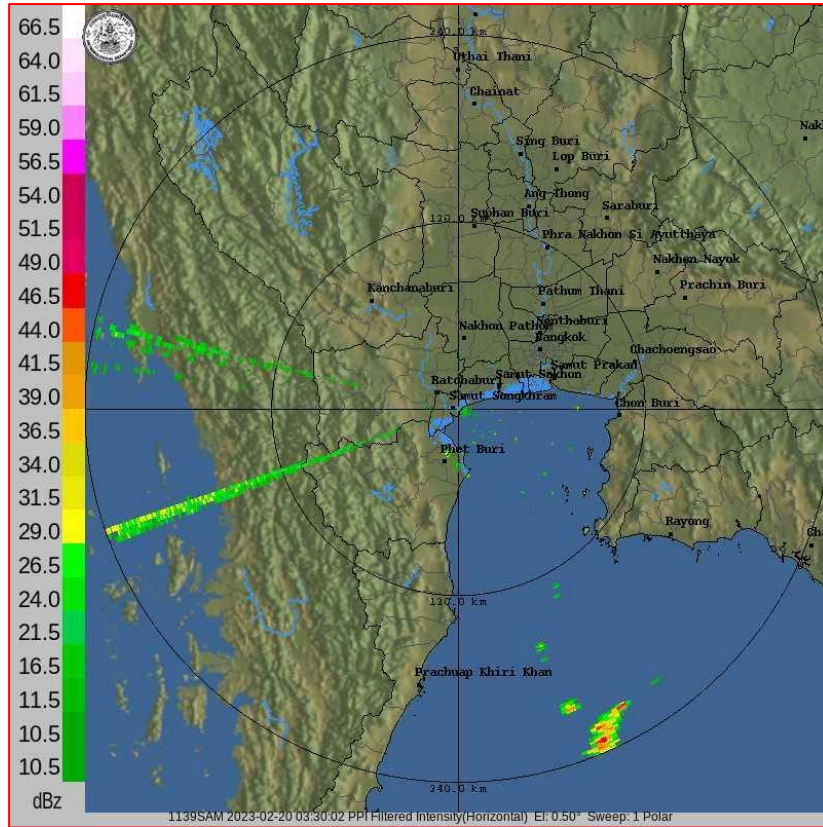 66.5
64.0
61.5
59.0
56.5
54.0
51.5
49.0
46.5
44.0
41.5
39.0
36.5
34.0
31.5
29.0
26.5
24.0
21.5
16.5
11.5
10.5
10.5
dBz
240.0 km
Uthai Thani
Chainat
Sing Buri
Lop Buri
Ang Thong
Saraburi
Suphan Buri
120.0 km
Phra Nakhon Si Ayutthaya
Nakhon Nayok
Prachin Buri
Kanchanaburi
Pathum Thani
Nakhon Pathom
Nonthaburi
Bangkok
Chachoengsao
Samut Prakan
Samut Sakhon
Ratchaburi
Samut Songkhram
Chon Buri
Phet Buri
Rayong
120.0 km
Prachuap Khiri Khan
240.0 km
1139SAM 2023-02-20 03:30:02 PPI Filtered Intensity(Horizontal) El: 0.50° Sweep: 1 Polar